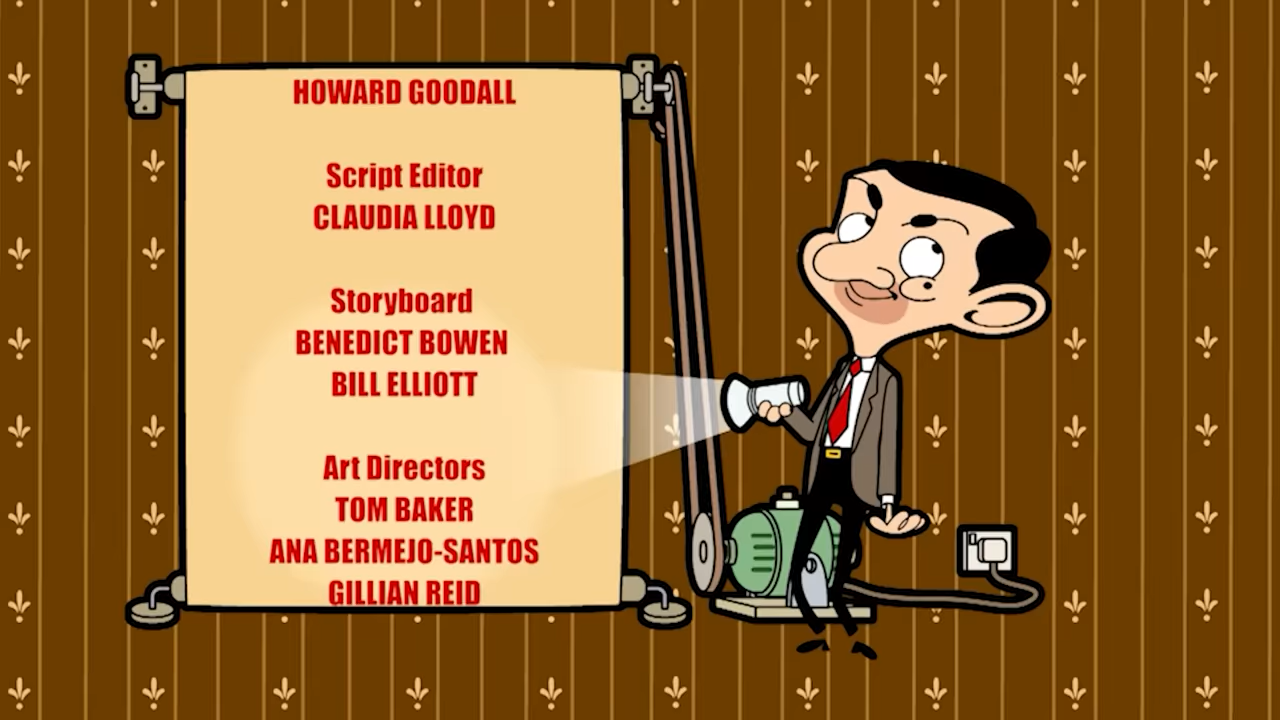 HOWARD GOODALL
Script Editor
CLAUDIA LLOYD
Storyboard
BENEDICT BOWEN
BILL ELLIOTT
Art Directors
TOM BAKER
ANA BERMEJO-SANTOS
GILLIAN REID